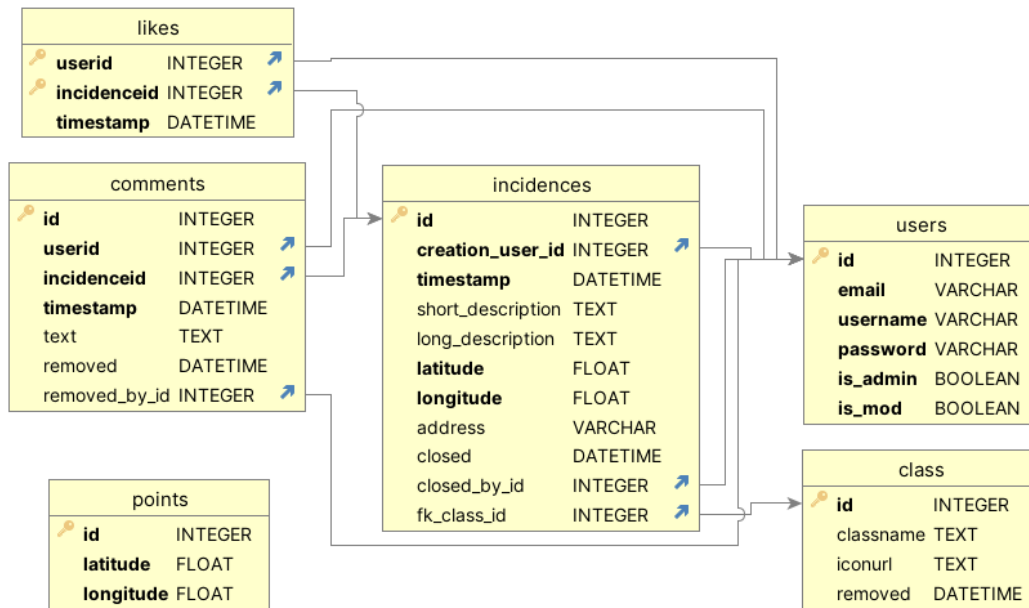 likes
userid INTEGER
incidenceid INTEGER
timestamp DATETIME
comments
id INTEGER
userid INTEGER
incidenceid INTEGER
timestamp DATETIME
text TEXT
removed DATETIME
removed_by_id INTEGER
points
id INTEGER
latitude FLOAT
longitude FLOAT
incidences
id INTEGER
creation_user_id INTEGER
timestamp DATETIME
short_description TEXT
long_description TEXT
latitude FLOAT
longitude FLOAT
address VARCHAR
closed DATETIME
closed_by_id INTEGER
fk_class_id INTEGER
users
id INTEGER
email VARCHAR
username VARCHAR
password VARCHAR
is_admin BOOLEAN
is_mod BOOLEAN
class
id INTEGER
classname TEXT
iconurl TEXT
removed DATETIME